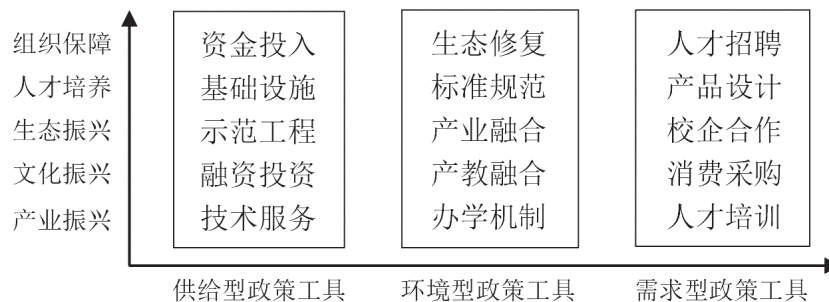 组织保障 资金投入 生态修复 人才招聘
人才培养 基础设施 标准规范 产品设计
生态振兴 示范工程 产业融合 校企合作
文化振兴 融资投资 产教融合 消费采购
产业振兴 技术服务 办学机制 人才培训
供给型政策工具 环境型政策工具 需求型政策工具